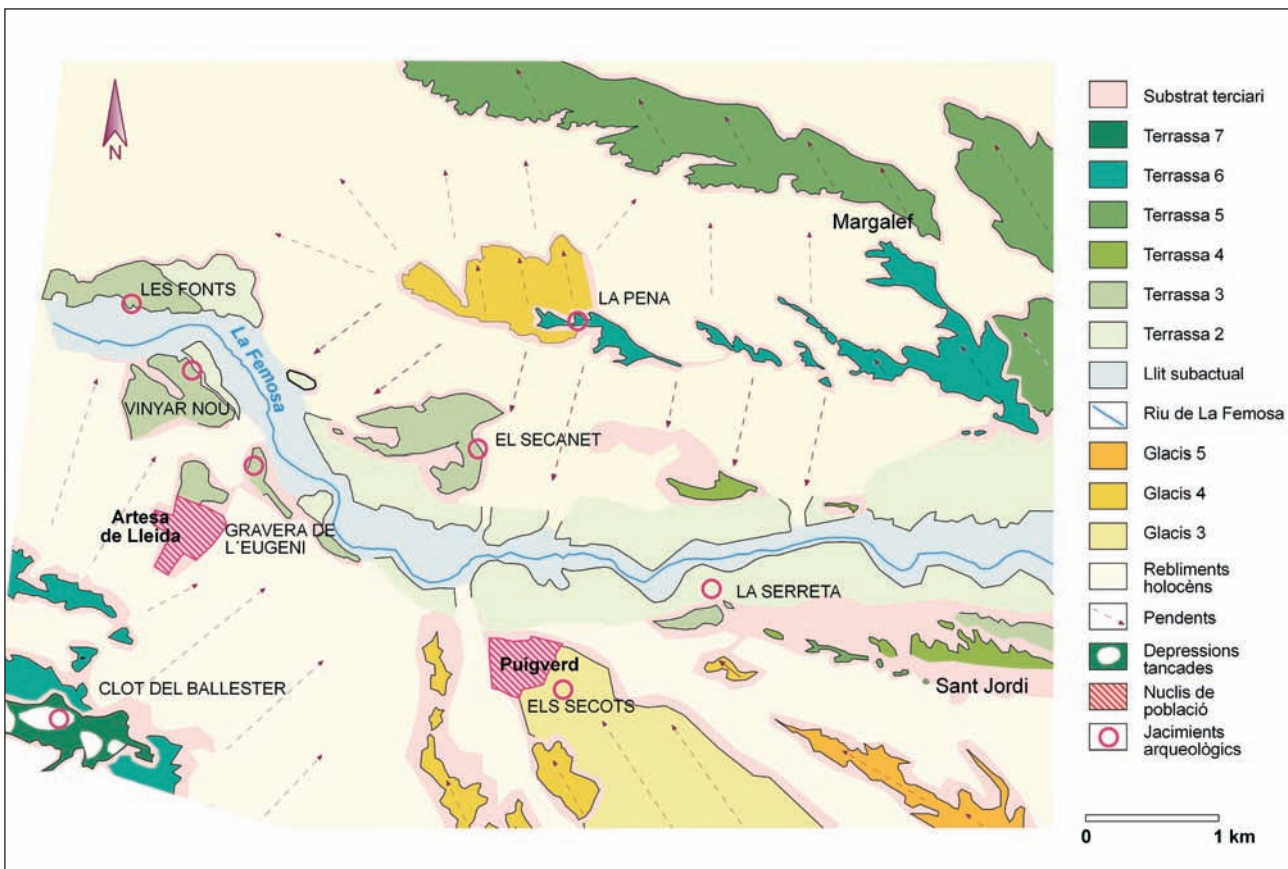 N
Margalef
LES FONTS
LA PENA
La Femosa
VINYAR NOU
EL SECANET
Artesa
de Lleida
GRAVERA DE
L´EUGENI
LA SERRETA
Puigverd
CLOT DEL BALLESTER
ELS SECOTS
Sant Jordi
Substrat terciari
Terrassa 7
Terrassa 6
Terrassa 5
Terrassa 4
Terrassa 3
Terrassa 2
Llit subactual
Riu de La Femosa
Glacis 5
Glacis 4
Glacis 3
Rebliments
holocèns
Pendents
Depressions
tancades
Nuclis de
població
Jacimients
arqueològics
0 1 km